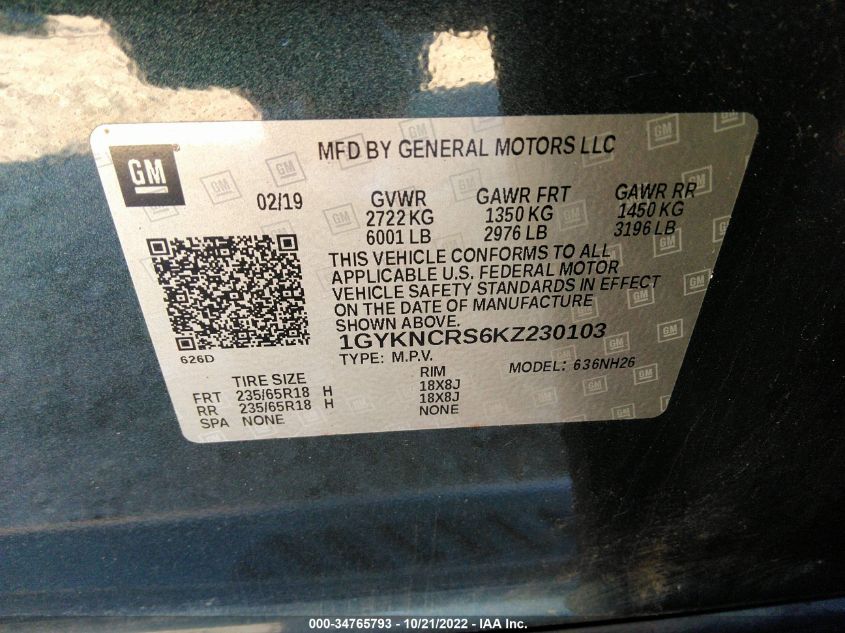 GM
MFD BY GENERAL MOTORS LLC
02/19 GVWR GAWR FRT GAWR RR
2722 KG 1350 KG 1450 KG
6001 LB 2976 LB 3196 LB
THIS VEHICLE CONFORMS TO ALL
APPLICABLE U.S. FEDERAL MOTOR
VEHICLE SAFETY STANDARDS IN EFFECT
ON THE DATE OF MANUFACTURE
SHOWN ABOVE.
1GYKNCRS6KZ230103
626D
TYPE: M.P.V. MODEL: 636NH26
TIRE SIZE RIM
FRT 235/65R18 H 18X8J
RR 235/65R18 H 18X8J
SPA NONE NONE
000-34765793 - 10/21/2022 - IAA Inc.